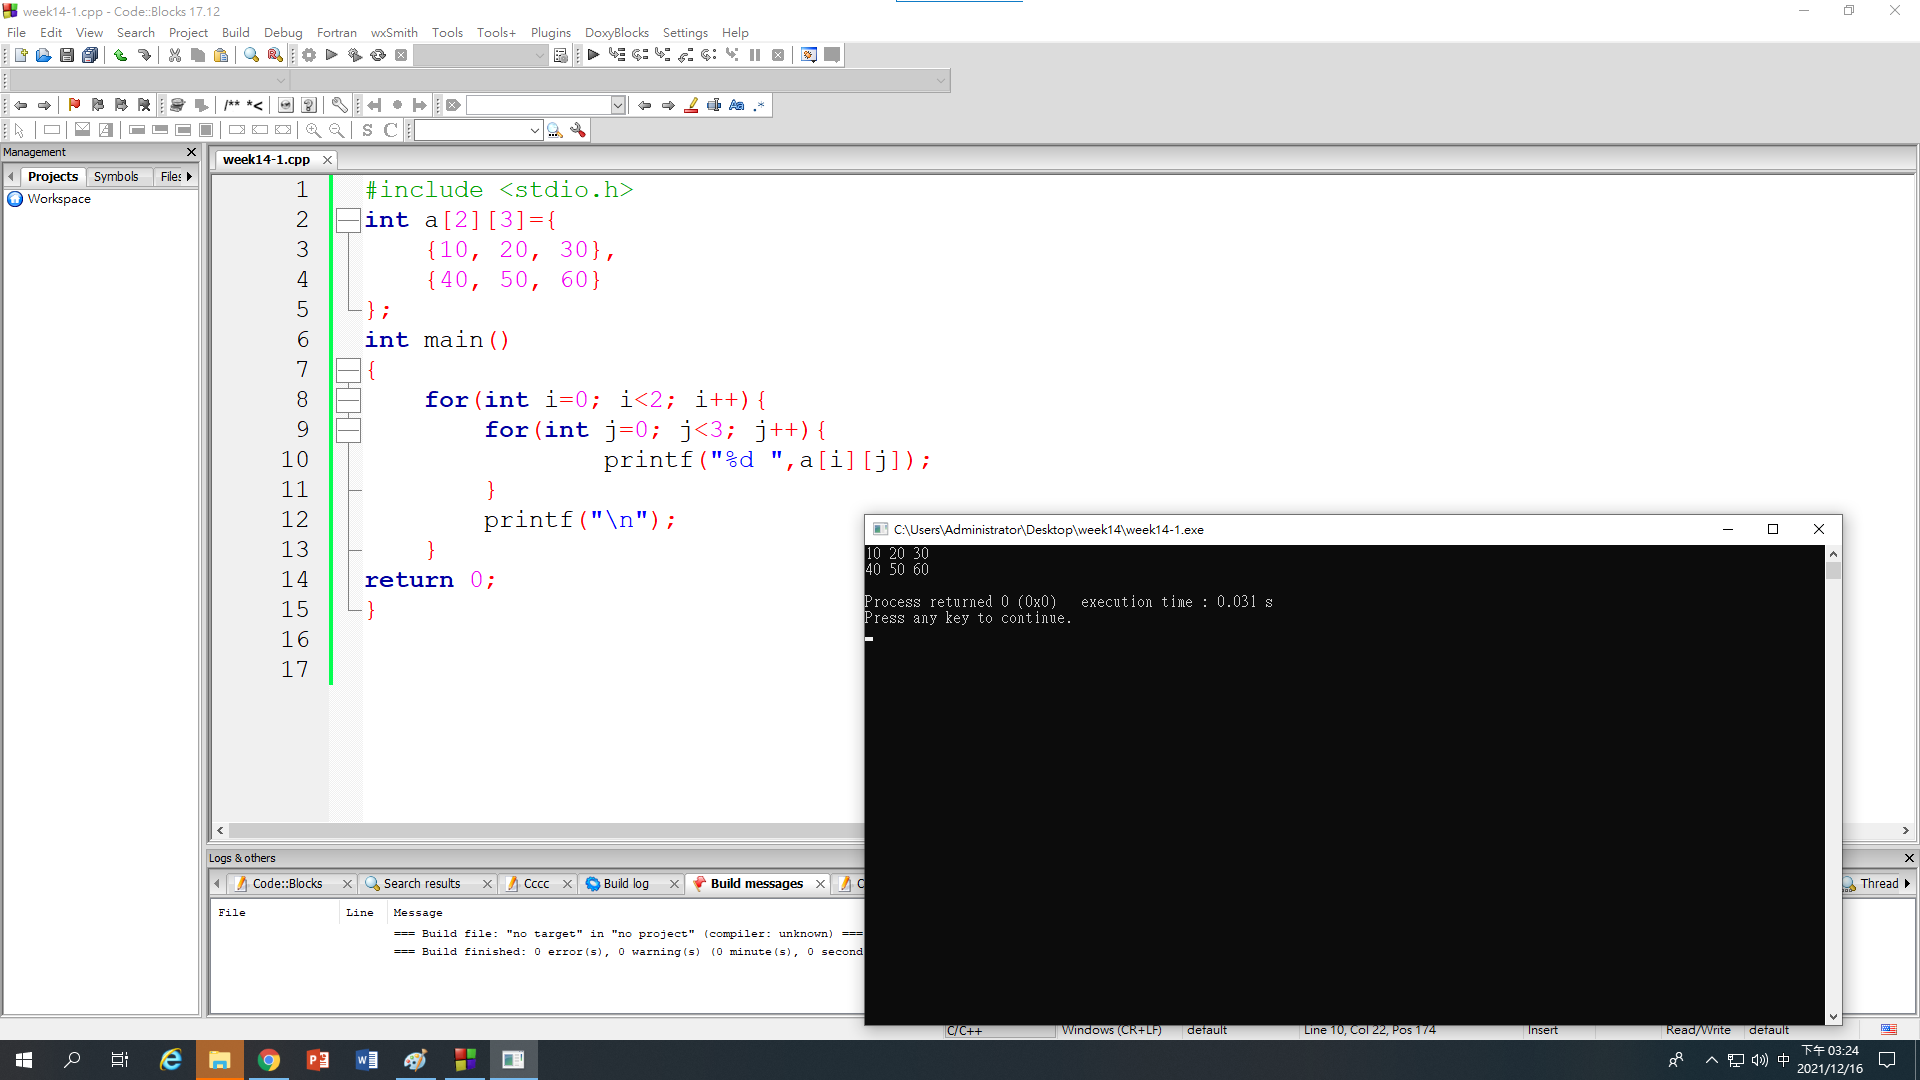 week14-1.cpp - Code::Blocks 17.12
File Edit View Search Project Build Debug Fortran wxSmith Tools Tools+ Plugins DoxyBlocks Settings Help
/** *<
Aa .*
S C
Management
Projects Symbols Files
Workspace
week14-1.cpp
1 #include <stdio.h>
2 int a[2][3]={
3 {10, 20, 30},
4 {40, 50, 60}
5 };
6 int main()
7 {
8 for(int i=0; i<2; i++){
9 for(int j=0; j<3; j++){
10 printf("%d ",a[i][j]);
11 }
12 printf("\n");
13 }
14 return 0;
15 }
16
17
C:\Users\Administrator\Desktop\week14\week14-1.exe
10 20 30
40 50 60
Process returned 0 (0x0) execution time : 0.031 s
Press any key to continue.
Logs & others
Code::Blocks Search results Cccc Build log Build messages Thread
File Line Message
=== Build file: "no target" in "no project" (compiler: unknown) ===
=== Build finished: 0 error(s), 0 warning(s) (0 minute(s), 0 second
C/C++ Windows (CR+LF) default Line 10, Col 22, Pos 174 Insert Read/Write default
中
下午 03:24
2021/12/16